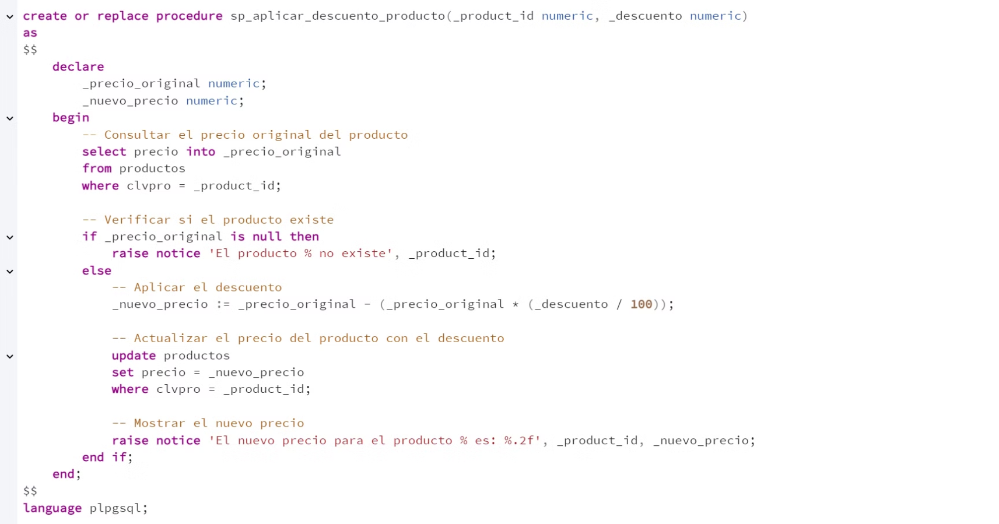 create or replace procedure sp_aplicar_descuento_producto(_product_id numeric, _descuento numeric)
as
$$
    declare
        _precio_original numeric;
        _nuevo_precio numeric;
    begin
        -- Consultar el precio original del producto
        select precio into _precio_original
        from productos
        where clvpro = _product_id;

        -- Verificar si el producto existe
        if _precio_original is null then
            raise notice 'El producto % no existe', _product_id;
        else
            -- Aplicar el descuento
            _nuevo_precio := _precio_original - (_precio_original * (_descuento / 100));

            -- Actualizar el precio del producto con el descuento
            update productos
            set precio = _nuevo_precio
            where clvpro = _product_id;

            -- Mostrar el nuevo precio
            raise notice 'El nuevo precio para el producto % es: %.2f', _product_id, _nuevo_precio;
        end if;
    end;
$$
language plpgsql;